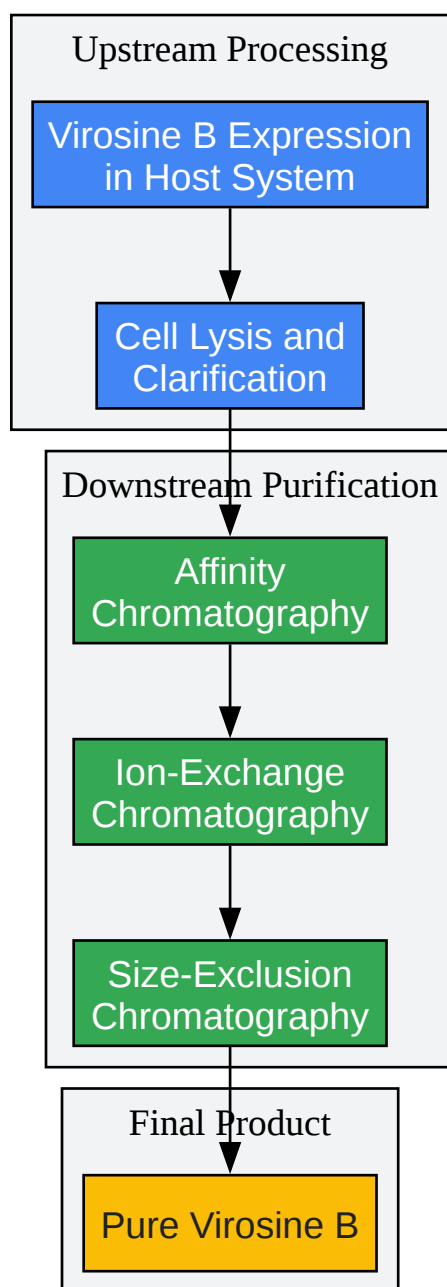 Upstream Processing
Virosine B Expression
in Host System
Cell Lysis and
Clarification
Downstream Purification
Affinity
Chromatography
Ion-Exchange
Chromatography
Size-Exclusion
Chromatography
Final Product
Pure Virosine B